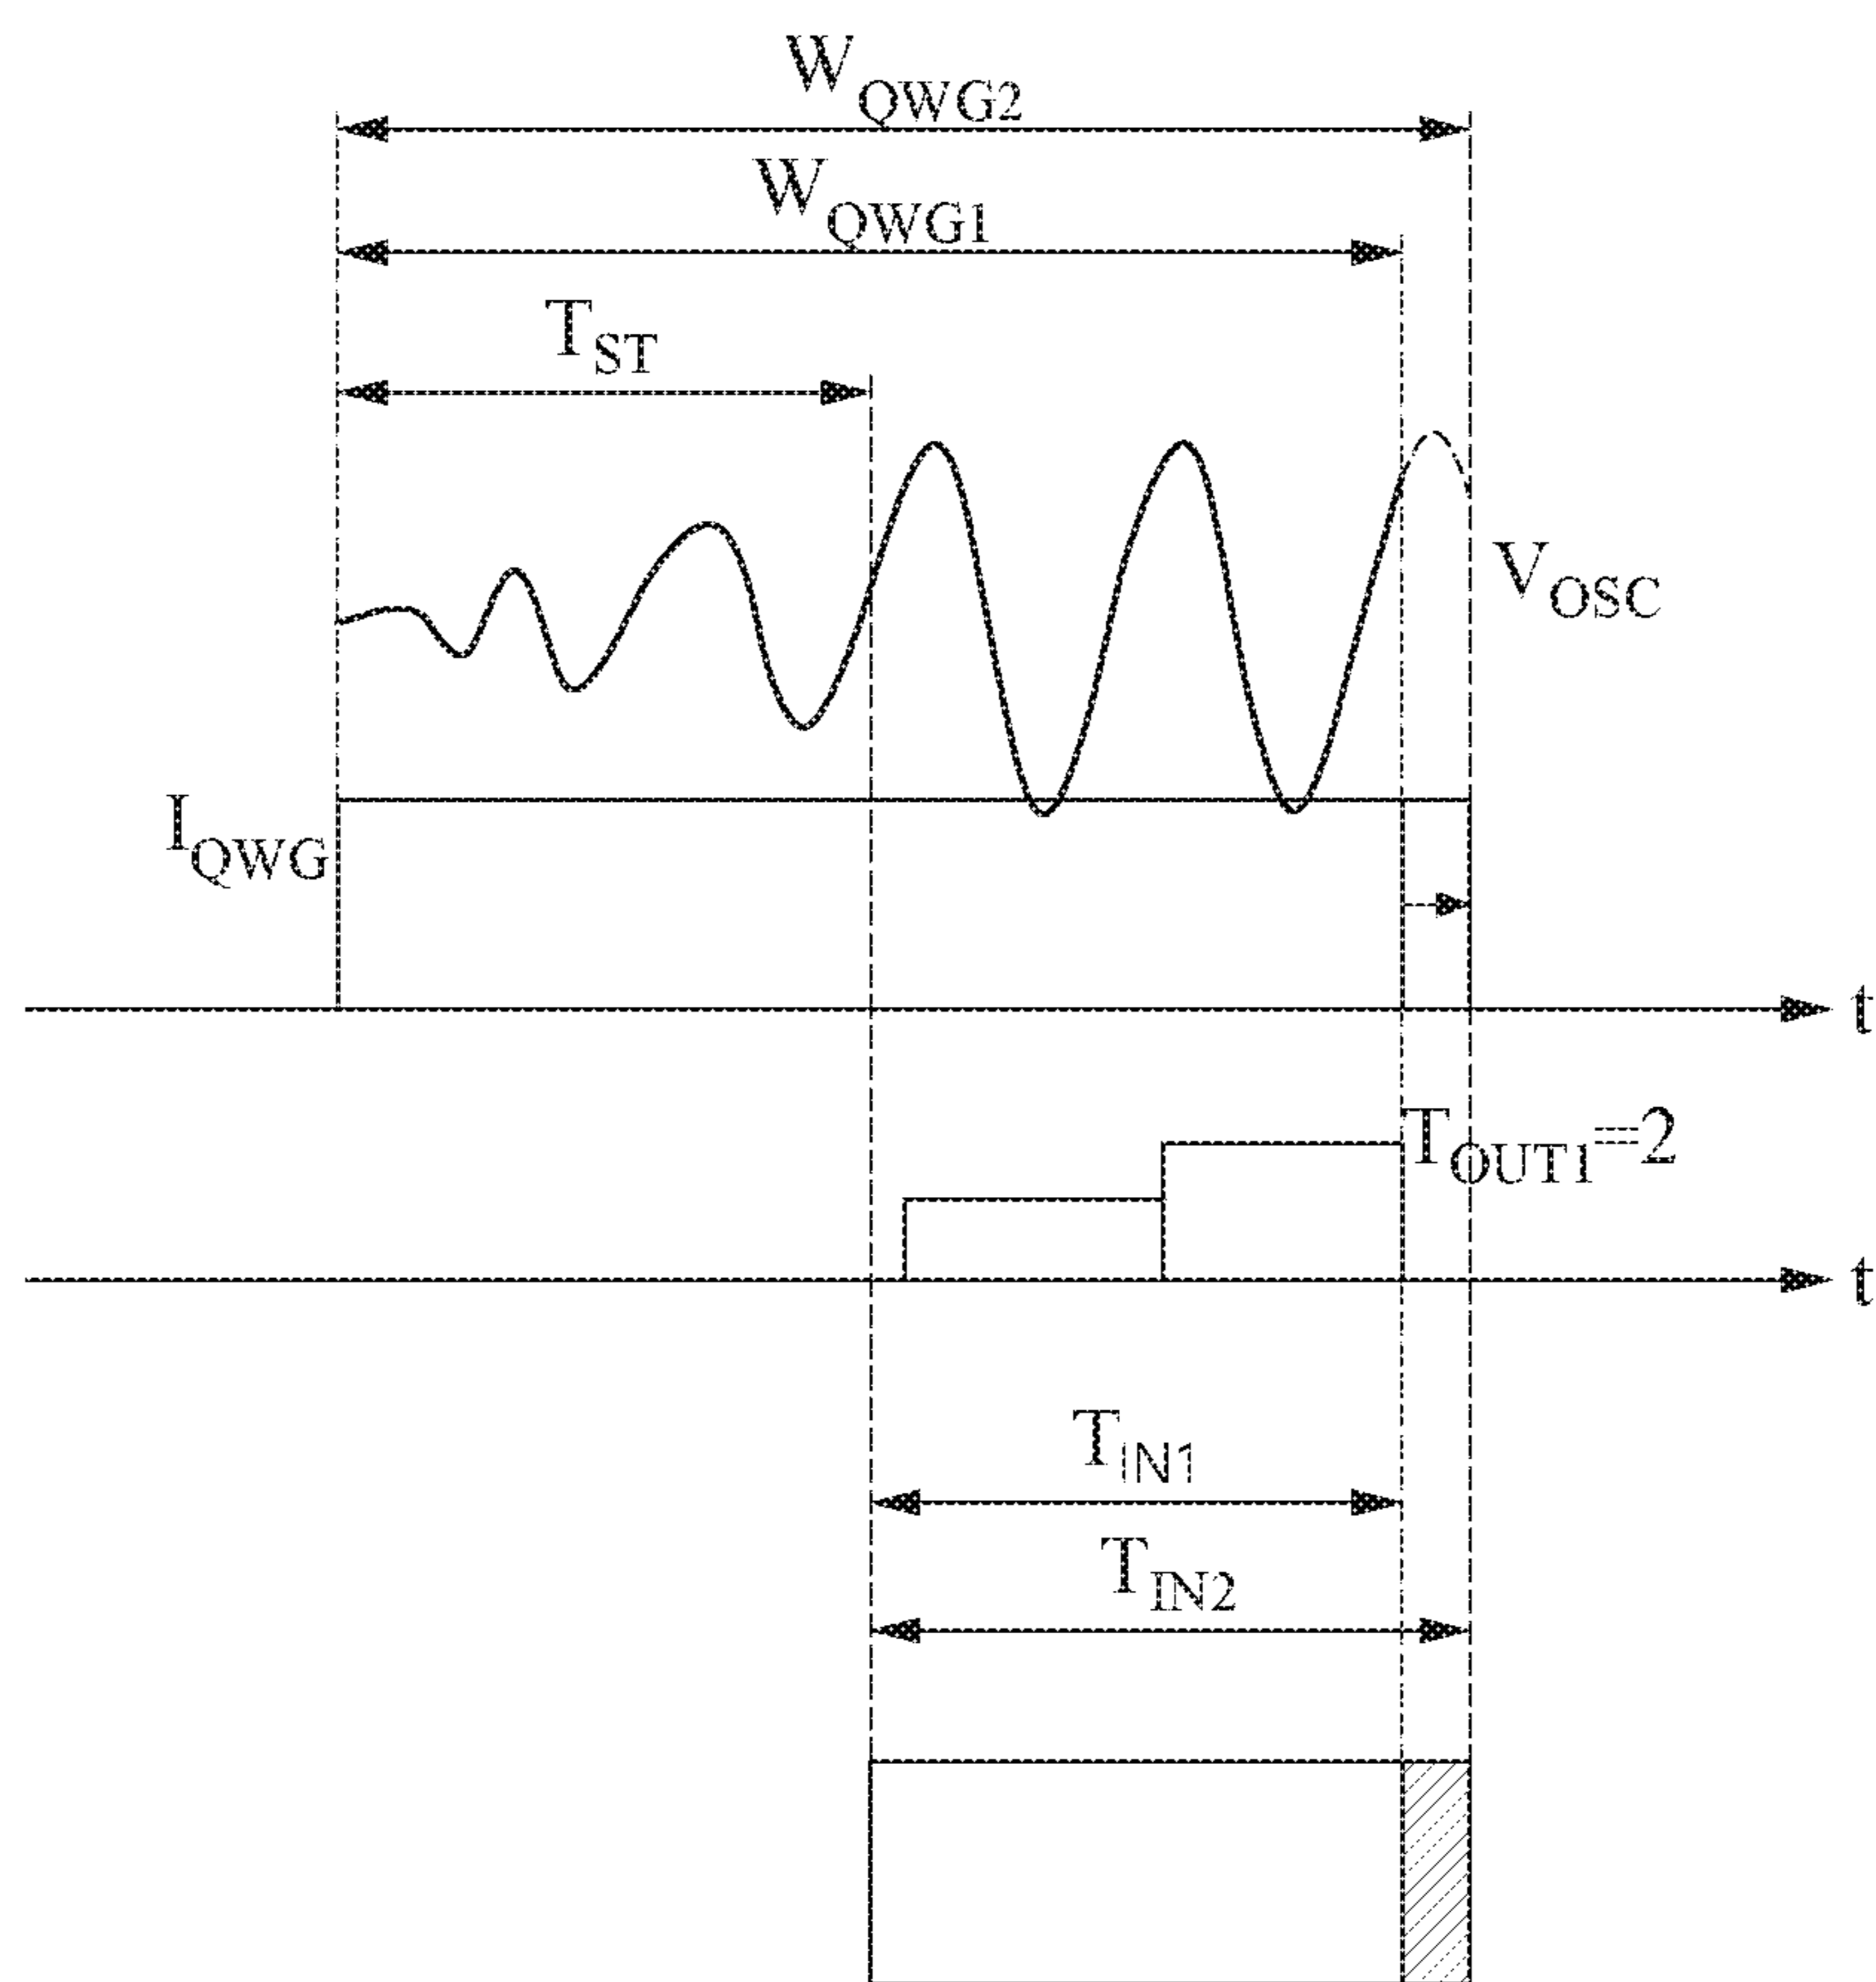 W_QWG2
W_QWG1
T_ST
V_OSC
I_QWG
t
T_OUT1=2
t
T_IN1
T_IN2